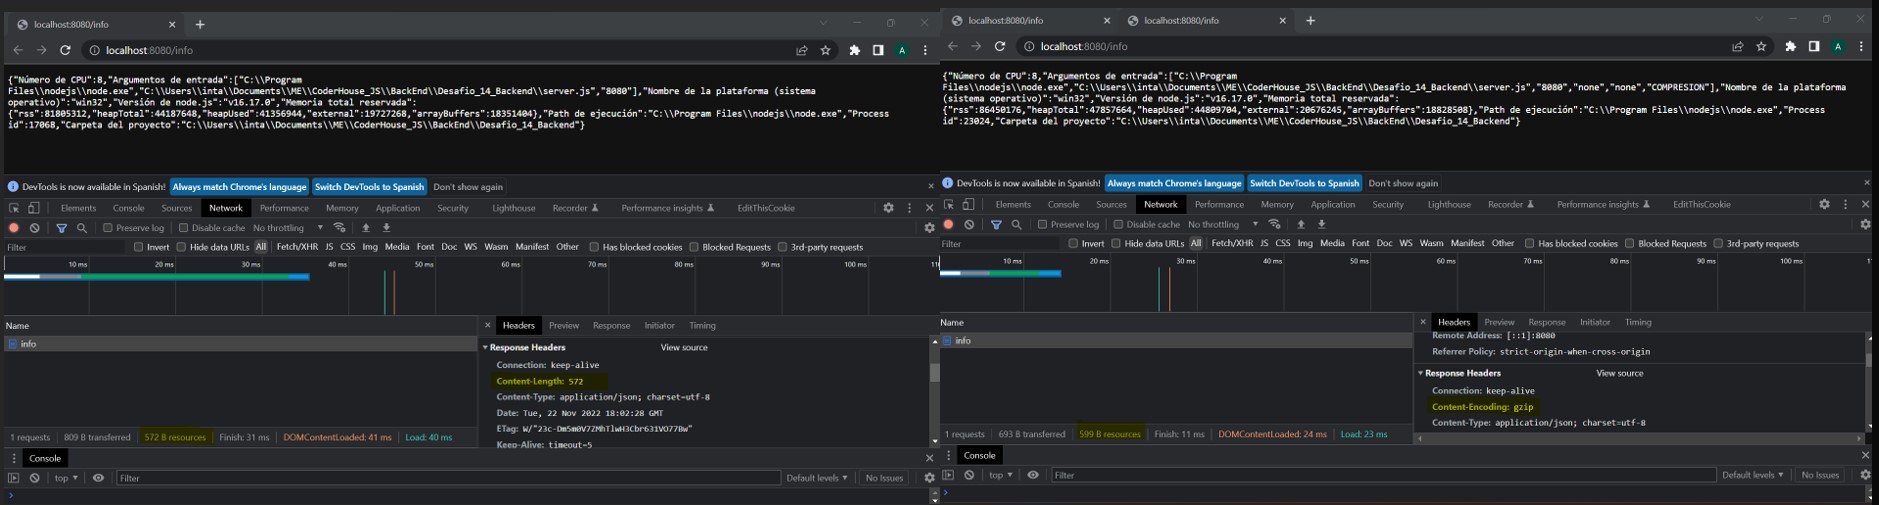 localhost:8080/info
localhost:8080/info
{"Número de CPU":8,"Argumentos de entrada":["C:\\Program
Files\\nodejs\\node.exe","C:\\Users\\inta\\Documents\\ME\\CoderHouse_JS\\BackEnd\\Desafio_14_Backend\\server.js","8080"],"Nombre de la plataforma (sistema
operativo)":"win32","Versión de node.js":"v16.17.0","Memoria total reservada":
{"rss":81805312,"heapTotal":44187648,"heapUsed":41356944,"external":19727268,"arrayBuffers":18351404},"Path de ejecución":"C:\\Program Files\\nodejs\\node.exe","Process
id":17068,"Carpeta del proyecto":"C:\\Users\\inta\\Documents\\ME\\CoderHouse_JS\\BackEnd\\Desafio_14_Backend"}
DevTools is now available in Spanish! Always match Chrome's language Switch DevTools to Spanish Don't show again
Elements Console Sources Network Performance Memory Application Security Lighthouse Recorder Performance insights EditThisCookie
Preserve log Disable cache No throttling
Filter Invert Hide data URLs All Fetch/XHR JS CSS Img Media Font Doc WS Wasm Manifest Other Has blocked cookies Blocked Requests 3rd-party requests
10 ms 20 ms 30 ms 40 ms 50 ms 60 ms 70 ms 80 ms 90 ms 100 ms
Name Headers Preview Response Initiator Timing
info
Response Headers View source
Connection: keep-alive
Content-Length: 572
Content-Type: application/json; charset=utf-8
Date: Tue, 22 Nov 2022 18:02:28 GMT
ETag: W/"23c-Dm5m0V7ZMhTlwH3Cbr631VO77Bw"
Keep-Alive: timeout=5
1 requests 809 B transferred 572 B resources Finish: 31 ms DOMContentLoaded: 41 ms Load: 40 ms
Console
top Filter Default levels No Issues
localhost:8080/info localhost:8080/info
localhost:8080/info
{"Número de CPU":8,"Argumentos de entrada":["C:\\Program
Files\\nodejs\\node.exe","C:\\Users\\inta\\Documents\\ME\\CoderHouse_JS\\BackEnd\\Desafio_14_Backend\\server.js","8080","none","none","COMPRESION"],"Nombre de la plataforma
(sistema operativo)":"win32","Versión de node.js":"v16.17.0","Memoria total reservada":
{"rss":86450176,"heapTotal":47857664,"heapUsed":44809704,"external":20676245,"arrayBuffers":18828508},"Path de ejecución":"C:\\Program Files\\nodejs\\node.exe","Process
id":23024,"Carpeta del proyecto":"C:\\Users\\inta\\Documents\\ME\\CoderHouse_JS\\BackEnd\\Desafio_14_Backend"}
DevTools is now available in Spanish! Always match Chrome's language Switch DevTools to Spanish Don't show again
Elements Console Sources Network Performance Memory Application Security Lighthouse Recorder Performance insights EditThisCookie
Preserve log Disable cache No throttling
Filter Invert Hide data URLs All Fetch/XHR JS CSS Img Media Font Doc WS Wasm Manifest Other Has blocked cookies Blocked Requests 3rd-party requests
10 ms 20 ms 30 ms 40 ms 50 ms 60 ms 70 ms 80 ms 90 ms 100 ms
Name Headers Preview Response Initiator Timing
info
Remote Address: [::1]:8080
Referrer Policy: strict-origin-when-cross-origin
Response Headers View source
Connection: keep-alive
Content-Encoding: gzip
Content-Type: application/json; charset=utf-8
1 requests 693 B transferred 599 B resources Finish: 11 ms DOMContentLoaded: 24 ms Load: 23 ms
Console
top Filter Default levels No Issues